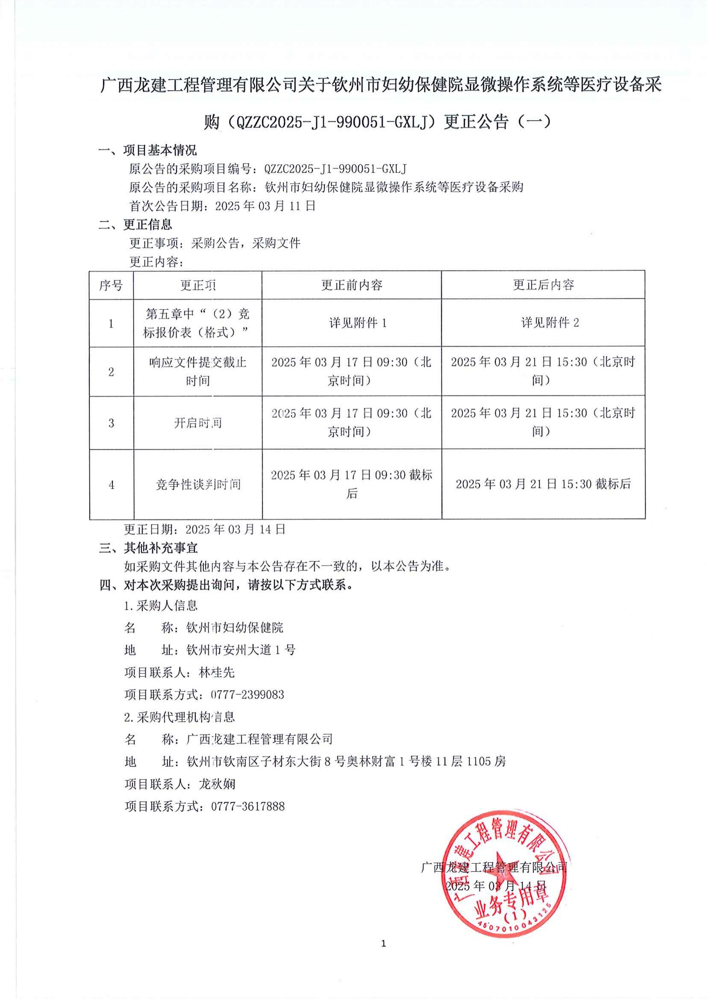 广西龙建工程管理有限公司关于钦州市妇幼保健院显微操作系统等医疗设备采
购（QZZC2025-J1-990051-GXLJ）更正公告（一）
一、项目基本情况
原公告的采购项目编号：QZZC2025-J1-990051-GXLJ
原公告的采购项目名称：钦州市妇幼保健院显微操作系统等医疗设备采购
首次公告日期：2025 年 03 月 11 日
二、更正信息
更正事项：采购公告，采购文件
更正内容：
序号 更正项 更正前内容 更正后内容
1 第五章中“（2）竞
标报价表（格式）” 详见附件 1 详见附件 2
2 响应文件提交截止
时间 2025 年 03 月 17 日 09:30（北
京时间） 2025 年 03 月 21 日 15:30（北京时
间）
3 开启时间 2025 年 03 月 17 日 09:30（北
京时间） 2025 年 03 月 21 日 15:30（北京时
间）
4 竞争性谈判时间 2025 年 03 月 17 日 09:30 截标
后 2025 年 03 月 21 日 15:30 截标后
更正日期：2025 年 03 月 14 日
三、其他补充事宜
如采购文件其他内容与本公告存在不一致的，以本公告为准。
四、对本次采购提出询问，请按以下方式联系。
1.采购人信息
名　　称：钦州市妇幼保健院
地　　址：钦州市安州大道 1 号
项目联系人：林桂先
项目联系方式：0777-2399083
2.采购代理机构信息
名　　称：广西龙建工程管理有限公司
地　　址：钦州市钦南区子材东大街 8 号奥林财富 1 号楼 11 层 1105 房
项目联系人：龙秋娴
项目联系方式：0777-3617888
广西龙建工程管理有限公司
2025 年 03 月 14 日
广西龙建工程管理有限公司
业务专用章
（1）
4507010043125
1